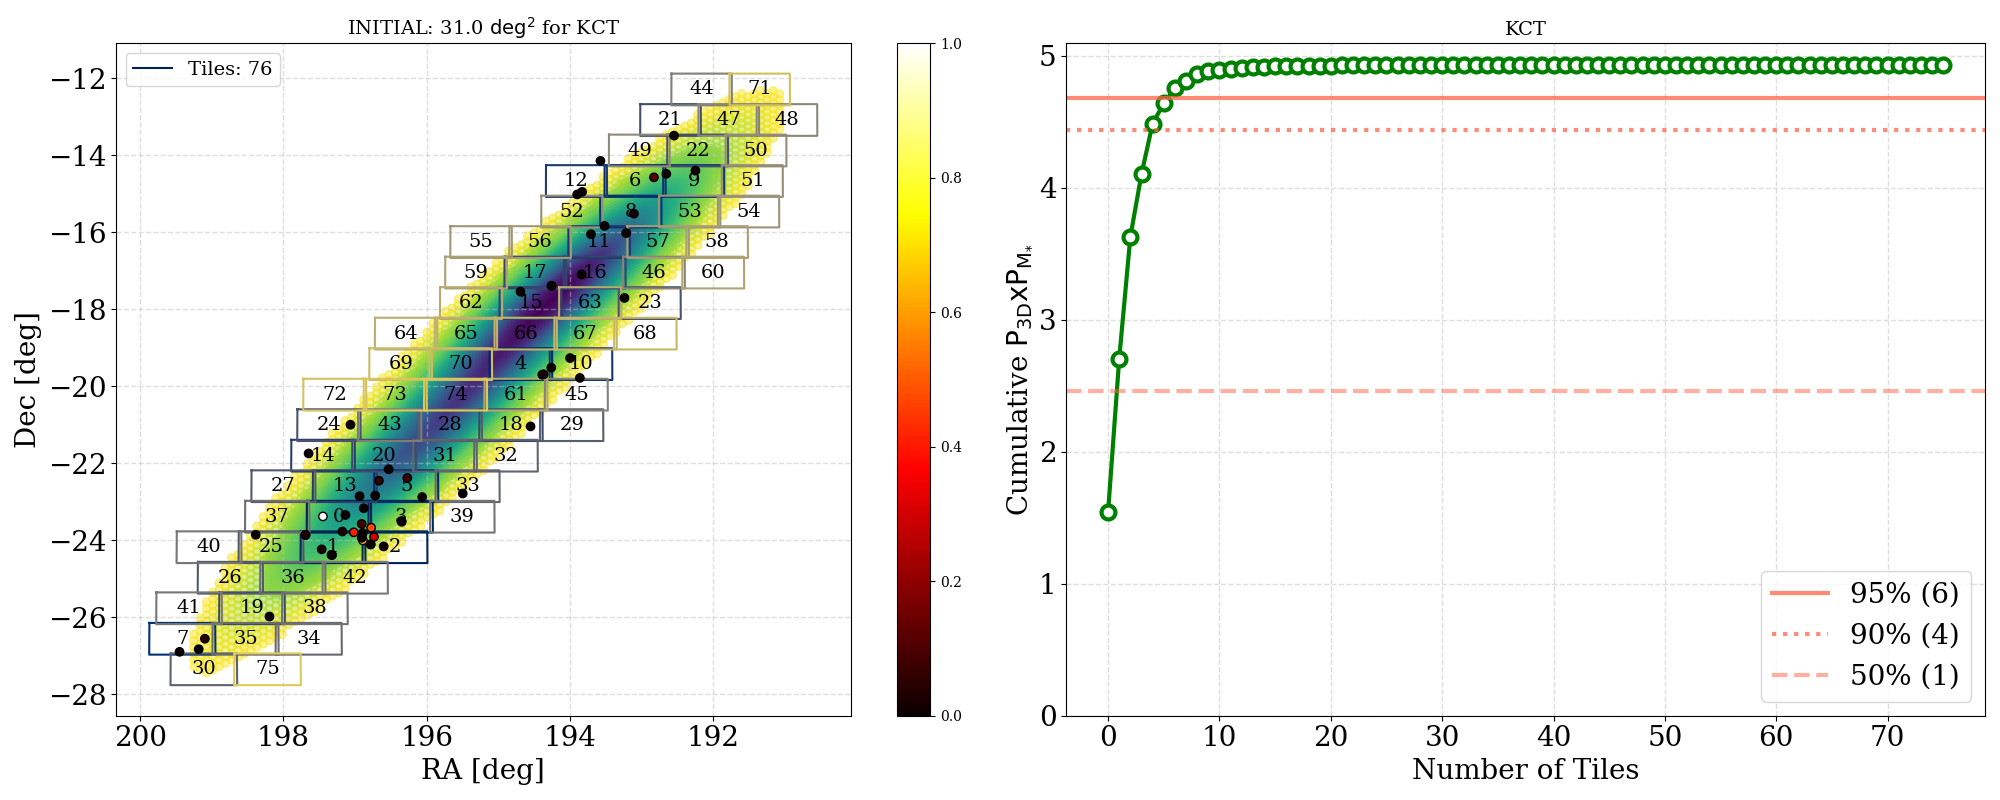 INITIAL: 31.0 deg² for KCT
Tiles: 76
−12
−14
−16
−18
−20
−22
−24
−26
−28
Dec [deg]
44 71
21 47 48
49 22 50
12 6 9 51
52 8 53 54
55 56 11 57 58
59 17 16 46 60
62 15 63 23
64 65 66 67 68
69 70 4 10
72 73 74 61 45
24 43 28 18 29
14 20 31 32
27 13 5 33
37 0 3 39
40 25 1 2
26 36 42
41 19 38
7 35 34
30 75
200 198 196 194 192
RA [deg]
1.0
0.8
0.6
0.4
0.2
0.0
KCT
5
4
3
2
1
0
Cumulative P_3DxP_M*
95% (6)
90% (4)
50% (1)
0 10 20 30 40 50 60 70
Number of Tiles